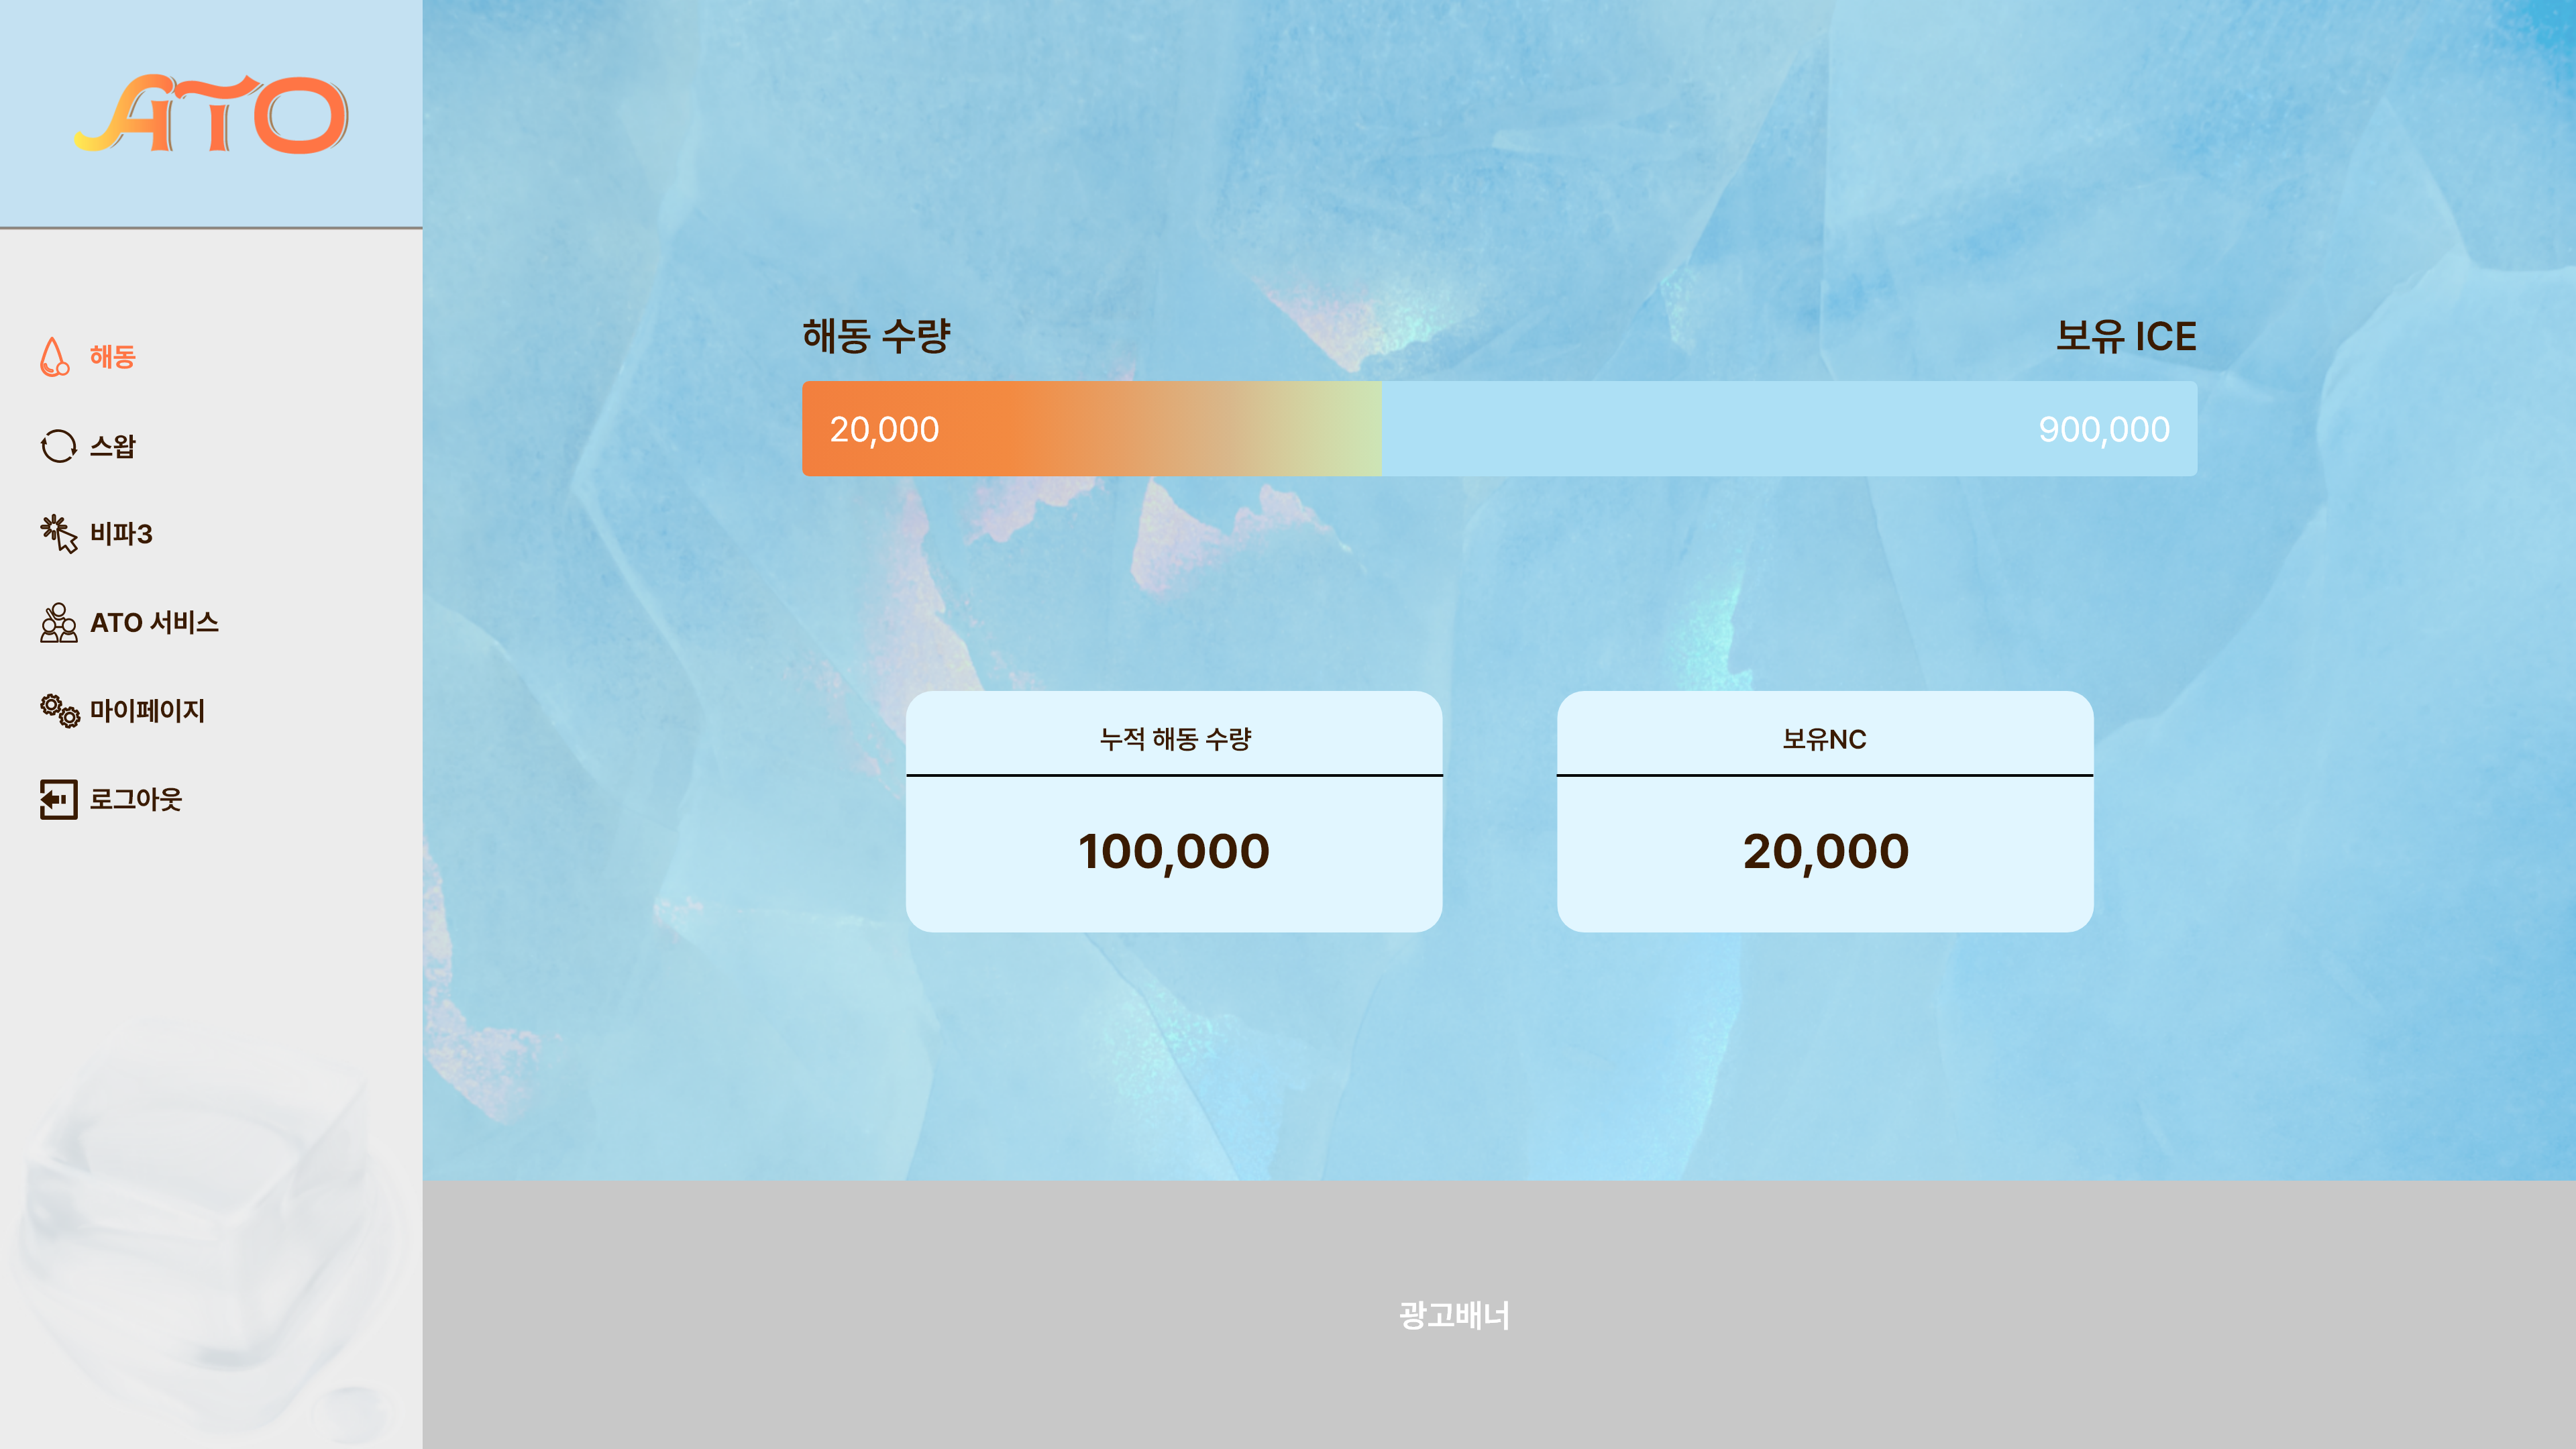 ATO
해동
스왑
비파3
ATO 서비스
마이페이지
로그아웃
해동 수량
보유 ICE
20,000
900,000
누적 해동 수량
100,000
보유NC
20,000
광고배너